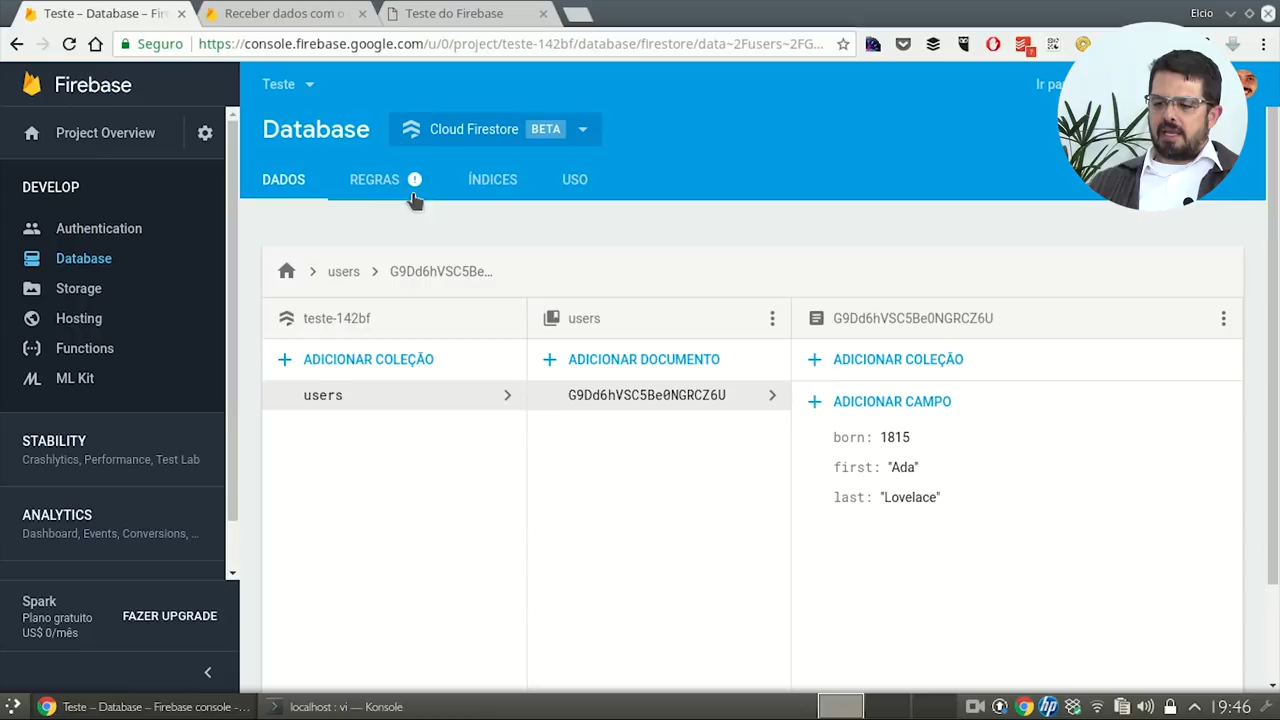 Teste – Database – Fir
Receber dados com o
Teste do Firebase
Elcio
Seguro
https://console.firebase.google.com/u/0/project/teste-142bf/database/firestore/data~2Fusers~2FG...
Firebase
Teste
Ir pa
Project Overview
Database
Cloud Firestore
BETA
DADOS
REGRAS
ÍNDICES
USO
DEVELOP
Authentication
Database
Storage
Hosting
Functions
ML Kit
STABILITY
Crashlytics, Performance, Test Lab
ANALYTICS
Dashboard, Events, Conversions, ...
Spark
Plano gratuito
US$ 0/mês
FAZER UPGRADE
users
G9Dd6hVSC5Be...
teste-142bf
users
G9Dd6hVSC5Be0NGRCZ6U
ADICIONAR COLEÇÃO
ADICIONAR DOCUMENTO
ADICIONAR COLEÇÃO
users
G9Dd6hVSC5Be0NGRCZ6U
ADICIONAR CAMPO
born: 1815
first: "Ada"
last: "Lovelace"
Teste – Database – Firebase console -...
localhost : vi — Konsole
19:46